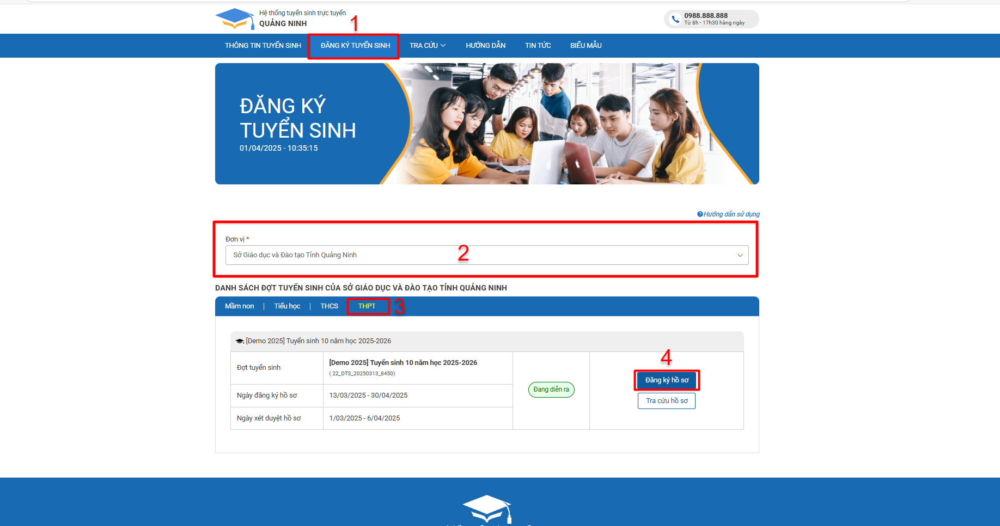 Hệ thống tuyển sinh trực tuyến
QUẢNG NINH
0988.888.888
Từ 8h - 17h30 hàng ngày
1
THÔNG TIN TUYỂN SINH
ĐĂNG KÝ TUYỂN SINH
TRA CỨU
HƯỚNG DẪN
TIN TỨC
BIỂU MẪU
ĐĂNG KÝ
TUYỂN SINH
01/04/2025 - 10:35:15
Hướng dẫn sử dụng
Đơn vị *
Sở Giáo dục và Đào tạo Tỉnh Quảng Ninh
2
DANH SÁCH ĐỢT TUYỂN SINH CỦA SỞ GIÁO DỤC VÀ ĐÀO TẠO TỈNH QUẢNG NINH
Mầm non | Tiểu học | THCS THPT
3
[Demo 2025] Tuyển sinh 10 năm học 2025-2026
Đợt tuyển sinh
[Demo 2025] Tuyển sinh 10 năm học 2025-2026
( 22_DTS_20250313_8450)
Ngày đăng ký hồ sơ
13/03/2025 - 30/04/2025
Ngày xét duyệt hồ sơ
1/03/2025 - 6/04/2025
Đang diễn ra
4
Đăng ký hồ sơ
Tra cứu hồ sơ